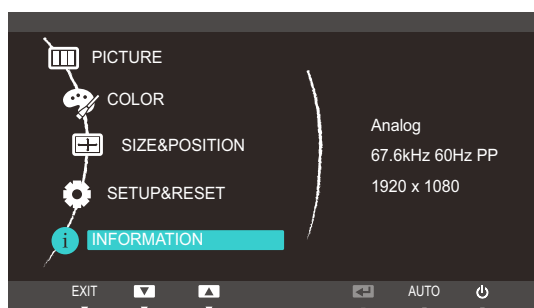 PICTURE
COLOR
SIZE&POSITION
SETUP&RESET
INFORMATION
Analog
67.6kHz 60Hz PP
1920 x 1080
EXIT
AUTO